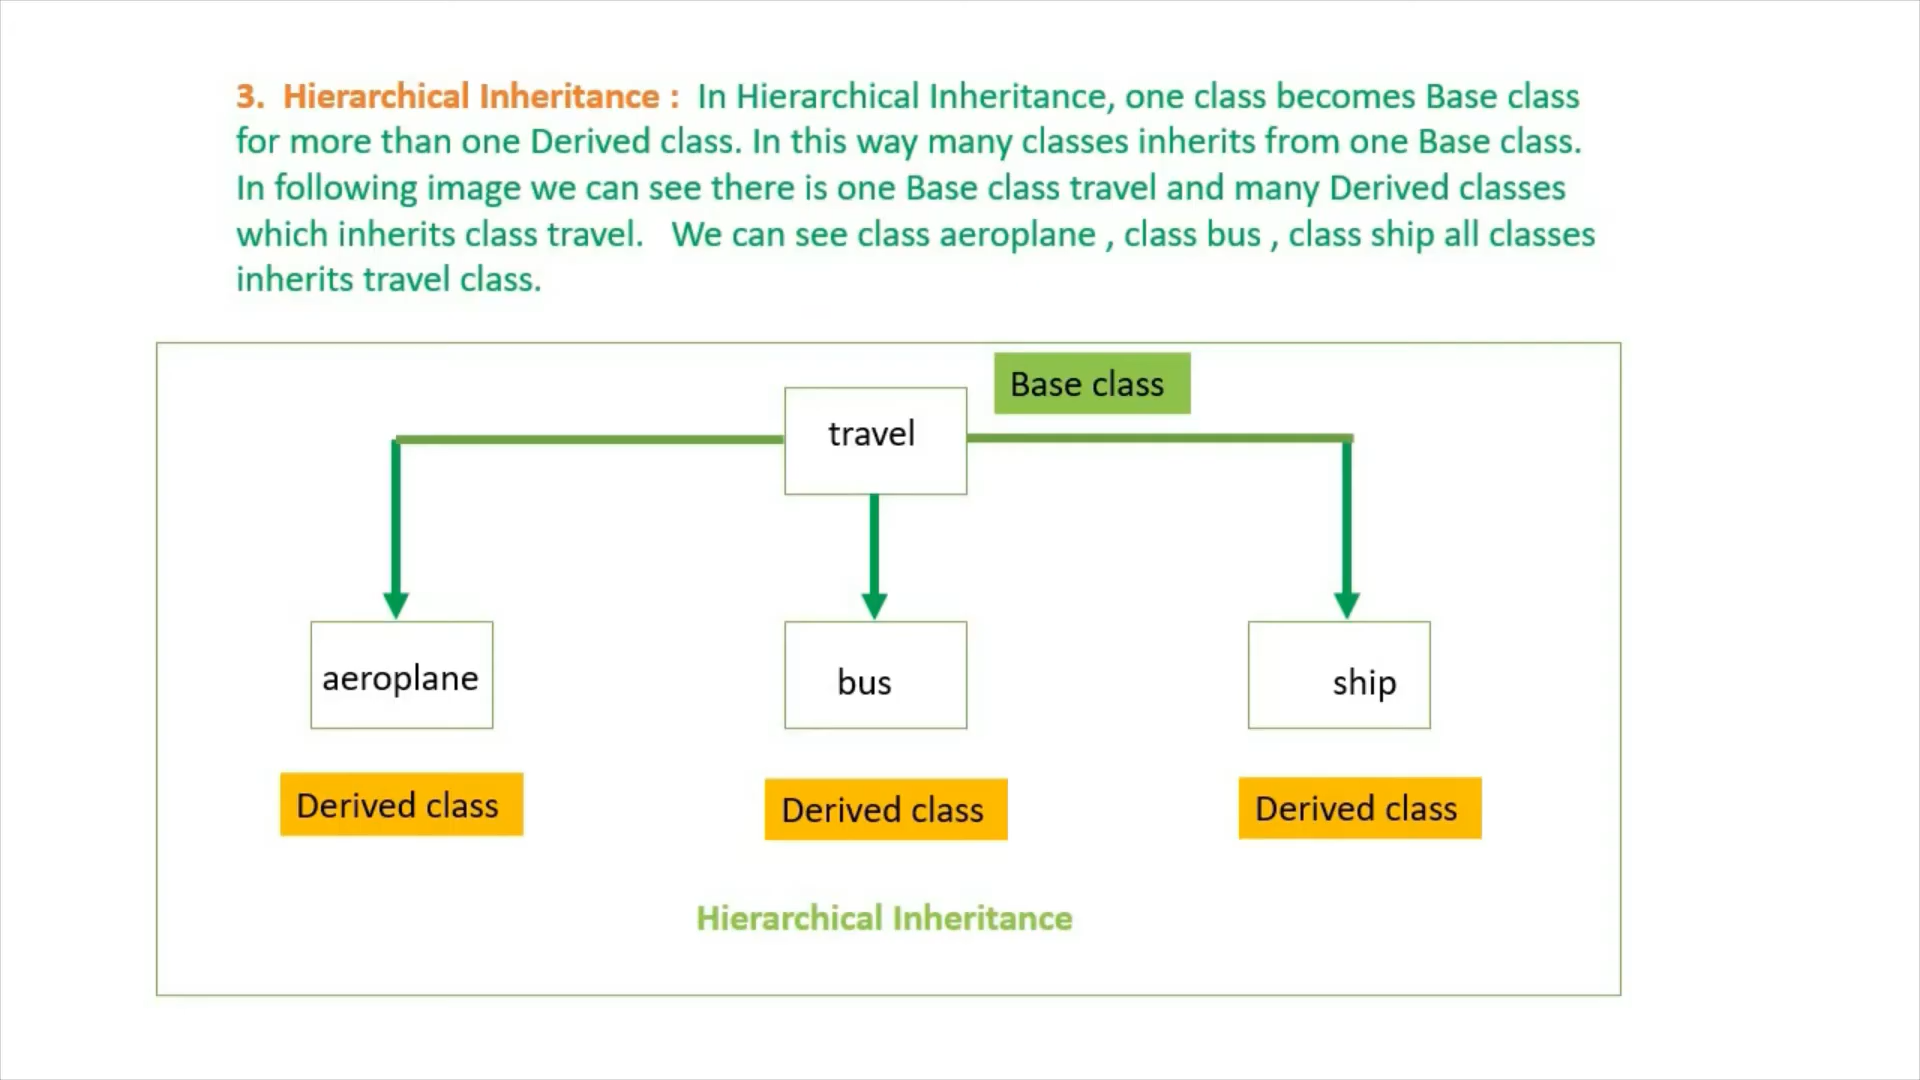 3. Hierarchical Inheritance : In Hierarchical Inheritance, one class becomes Base class
for more than one Derived class. In this way many classes inherits from one Base class.
In following image we can see there is one Base class travel and many Derived classes
which inherits class travel. We can see class aeroplane , class bus , class ship all classes
inherits travel class.
Base class
travel
aeroplane
bus
ship
Derived class
Derived class
Derived class
Hierarchical Inheritance